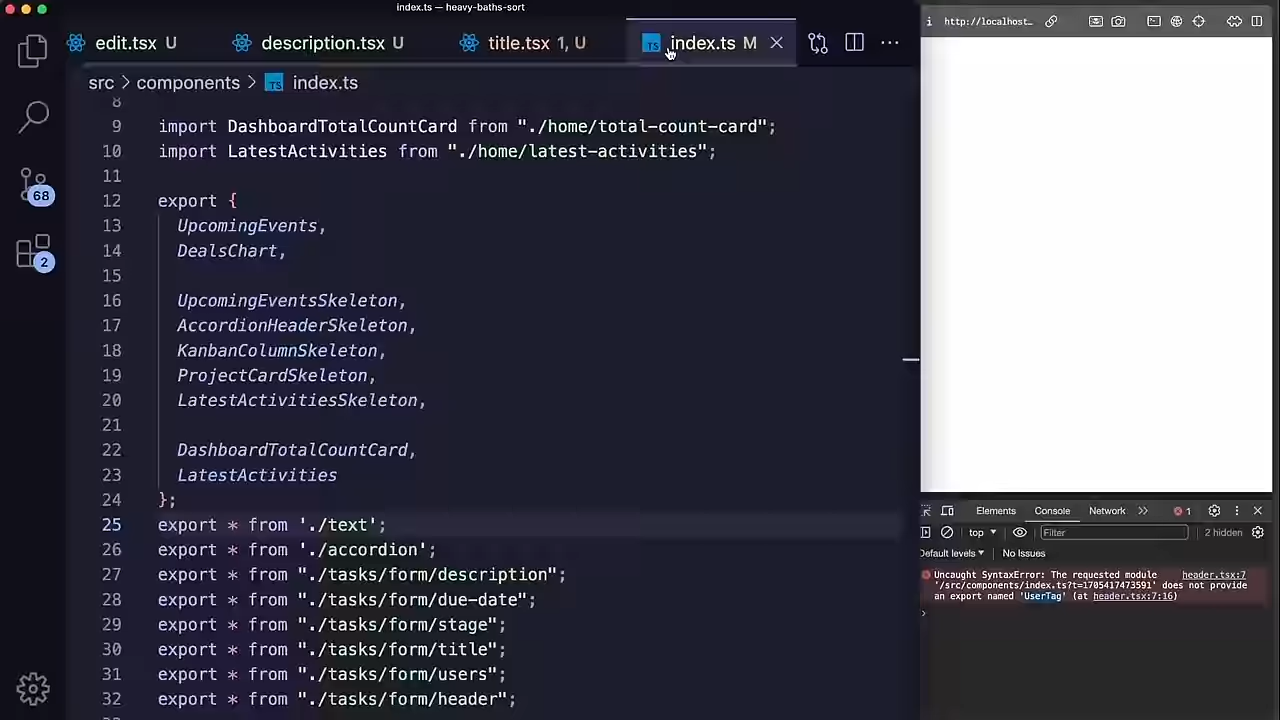 index.ts — heavy-baths-sort
edit.tsx U description.tsx U title.tsx 1, U TS index.ts M
src > components > TS index.ts
8
9 import DashboardTotalCountCard from "./home/total-count-card";
10 import LatestActivities from "./home/latest-activities";
11
12 export {
13 UpcomingEvents,
14 DealsChart,
15
16 UpcomingEventsSkeleton,
17 AccordionHeaderSkeleton,
18 KanbanColumnSkeleton,
19 ProjectCardSkeleton,
20 LatestActivitiesSkeleton,
21
22 DashboardTotalCountCard,
23 LatestActivities
24 };
25 export * from './text';
26 export * from './accordion';
27 export * from "./tasks/form/description";
28 export * from "./tasks/form/due-date";
29 export * from "./tasks/form/stage";
30 export * from "./tasks/form/title";
31 export * from "./tasks/form/users";
32 export * from "./tasks/form/header";
68
2
http://localhost…
Elements Console Network 1
top Filter 2 hidden
Default levels No Issues
Uncaught SyntaxError: The requested module header.tsx:7
'/src/components/index.ts?t=1705417473591' does not provide
an export named 'UserTag' (at header.tsx:7:16)